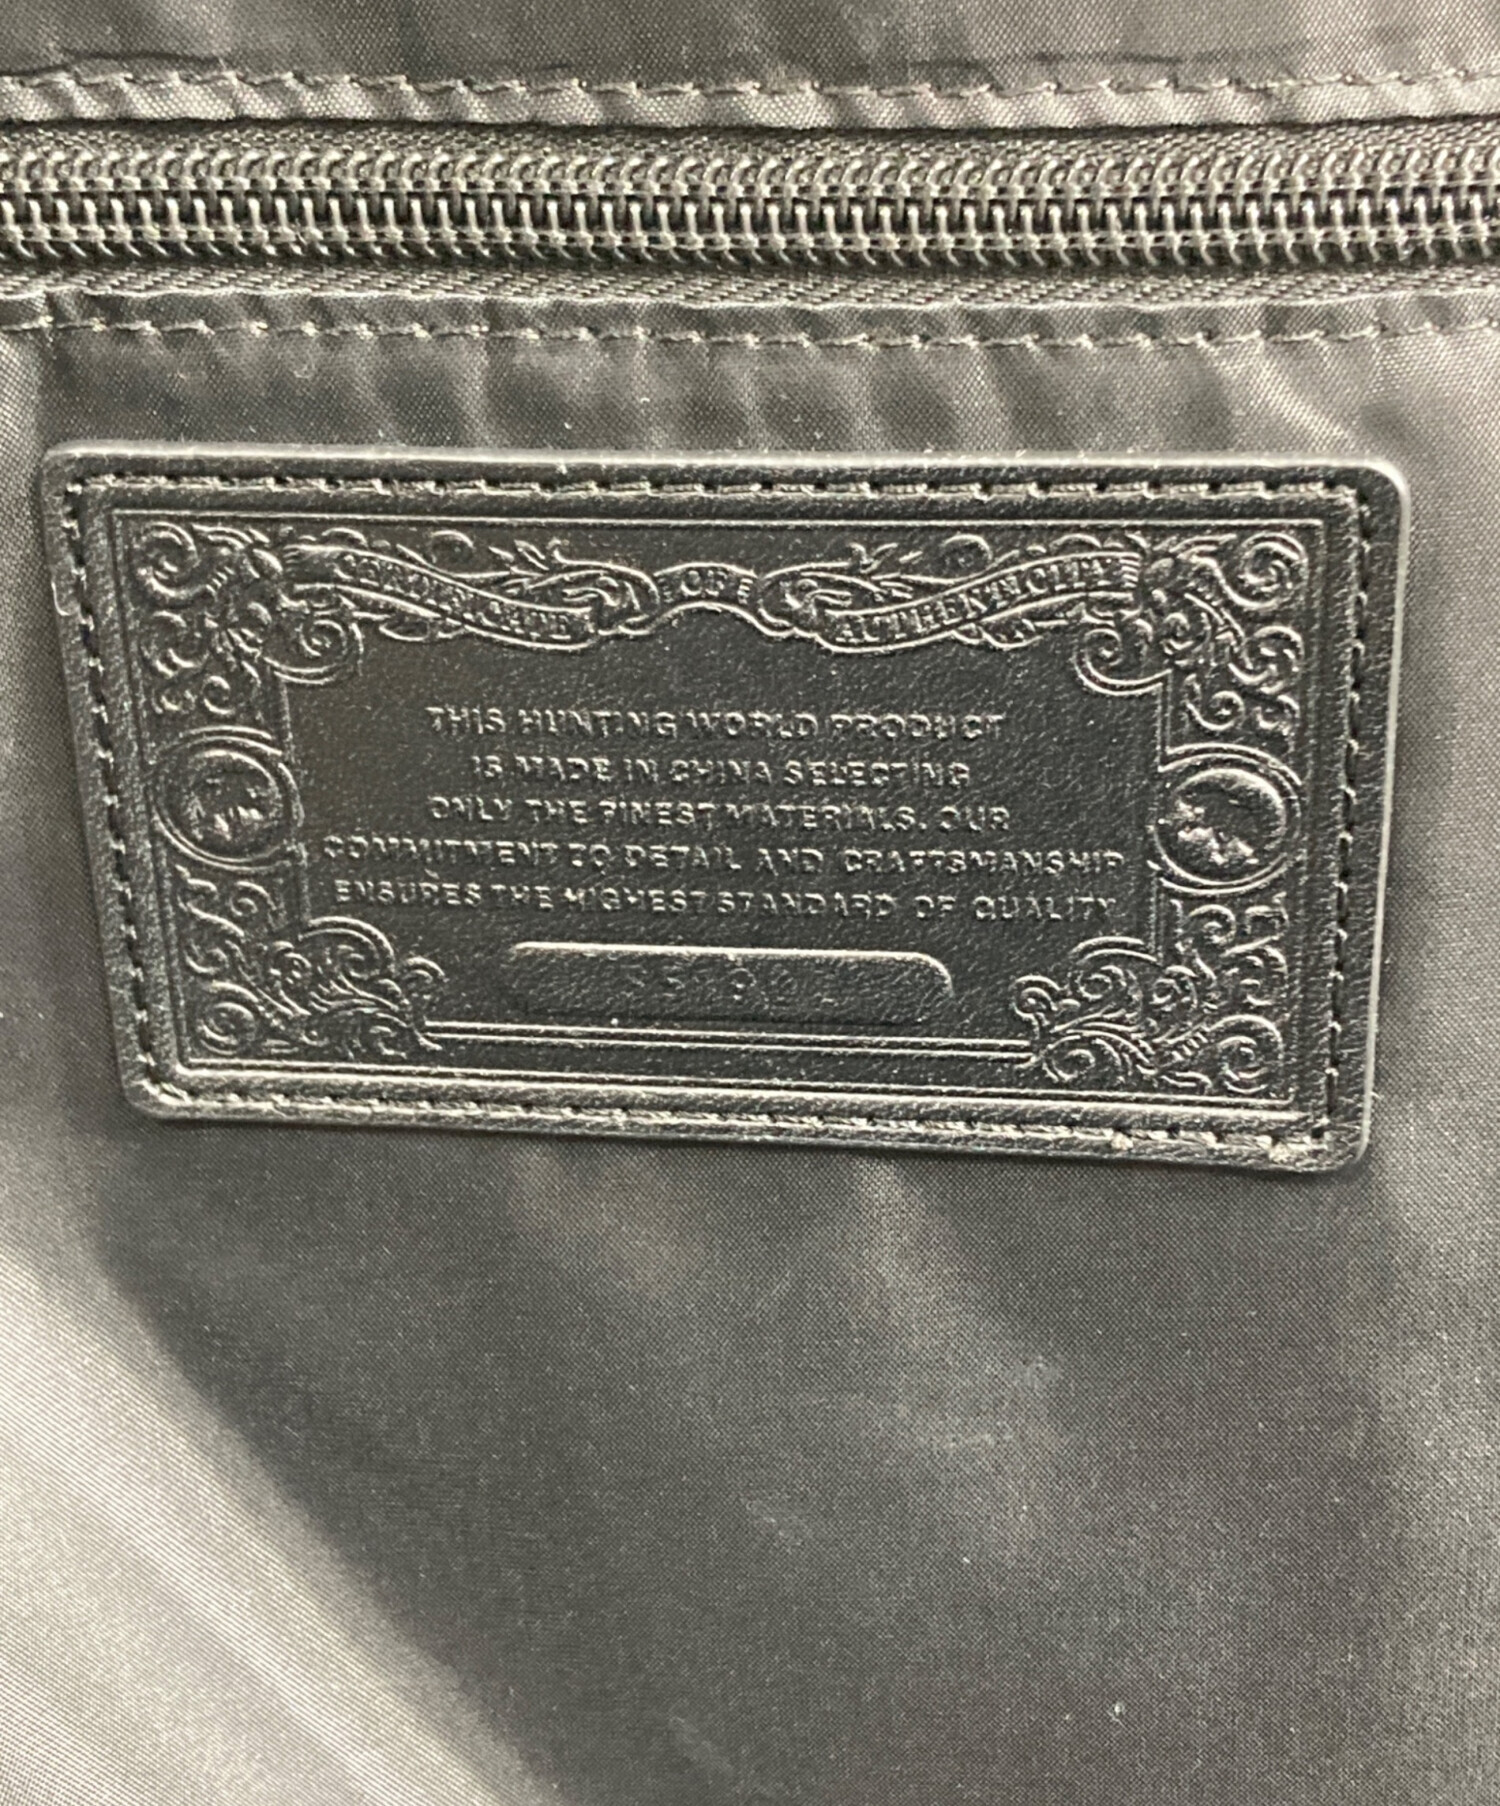 CERTIFICATE OF AUTHENTICITY
THIS HUNTING WORLD PRODUCT
IS MADE IN CHINA SELECTING
ONLY THE FINEST MATERIALS. OUR
COMMITMENT TO DETAIL AND CRAFTSMANSHIP
ENSURES THE HIGHEST STANDARD OF QUALITY